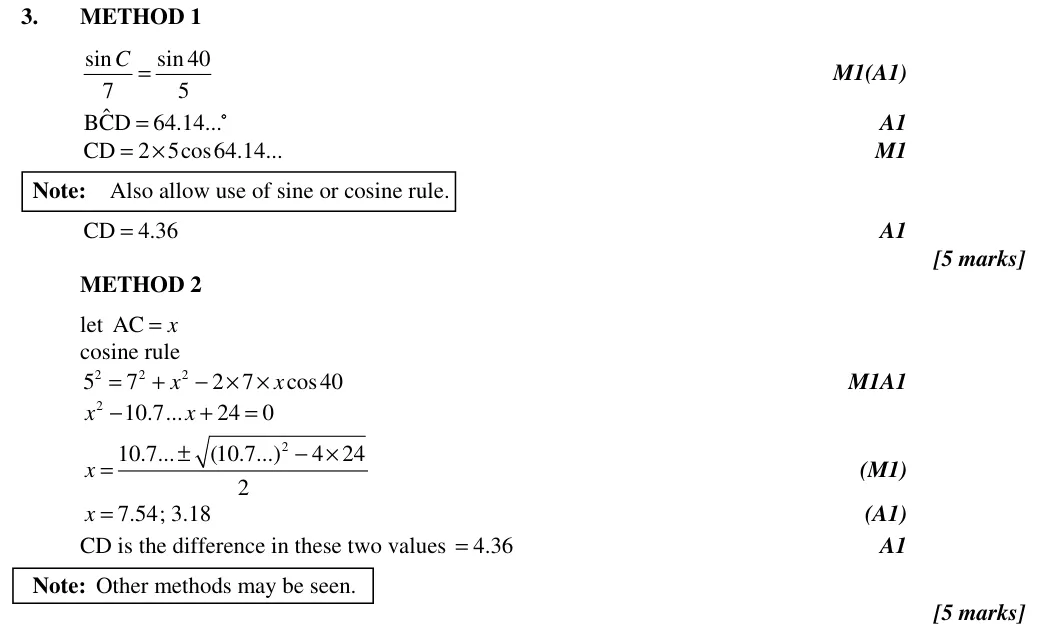 3. METHOD 1
sin C / 7 = sin 40 / 5 M1(A1)
BĈD = 64.14...° A1
CD = 2×5cos64.14... M1
Note: Also allow use of sine or cosine rule.
CD = 4.36 A1
[5 marks]
METHOD 2
let AC = x
cosine rule
5² = 7² + x² − 2×7×x cos 40 M1A1
x² −10.7...x + 24 = 0
x = (10.7...± √((10.7...)² − 4×24)) / 2 (M1)
x = 7.54; 3.18 (A1)
CD is the difference in these two values = 4.36 A1
Note: Other methods may be seen.
[5 marks]